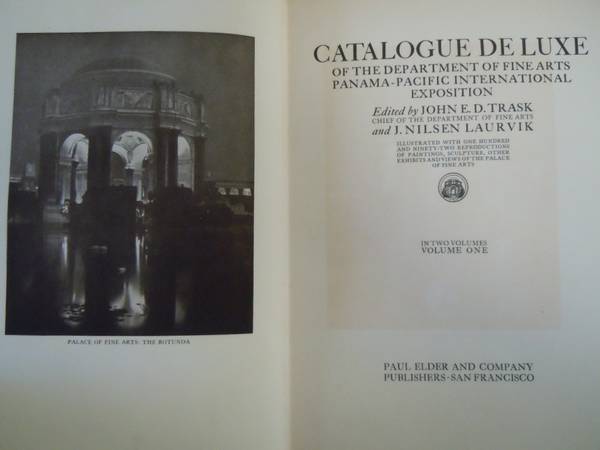 PALACE OF FINE ARTS: THE ROTUNDA
CATALOGUE DE LUXE
OF THE DEPARTMENT OF FINE ARTS
PANAMA-PACIFIC INTERNATIONAL
EXPOSITION
Edited by JOHN E. D. TRASK
CHIEF OF THE DEPARTMENT OF FINE ARTS
and J. NILSEN LAURVIK
ILLUSTRATED WITH ONE HUNDRED
AND NINETY-TWO REPRODUCTIONS
OF PAINTINGS, SCULPTURE, OTHER
EXHIBITS AND VIEWS OF THE PALACE
OF FINE ARTS
IN TWO VOLUMES
VOLUME ONE
PAUL ELDER AND COMPANY
PUBLISHERS · SAN FRANCISCO